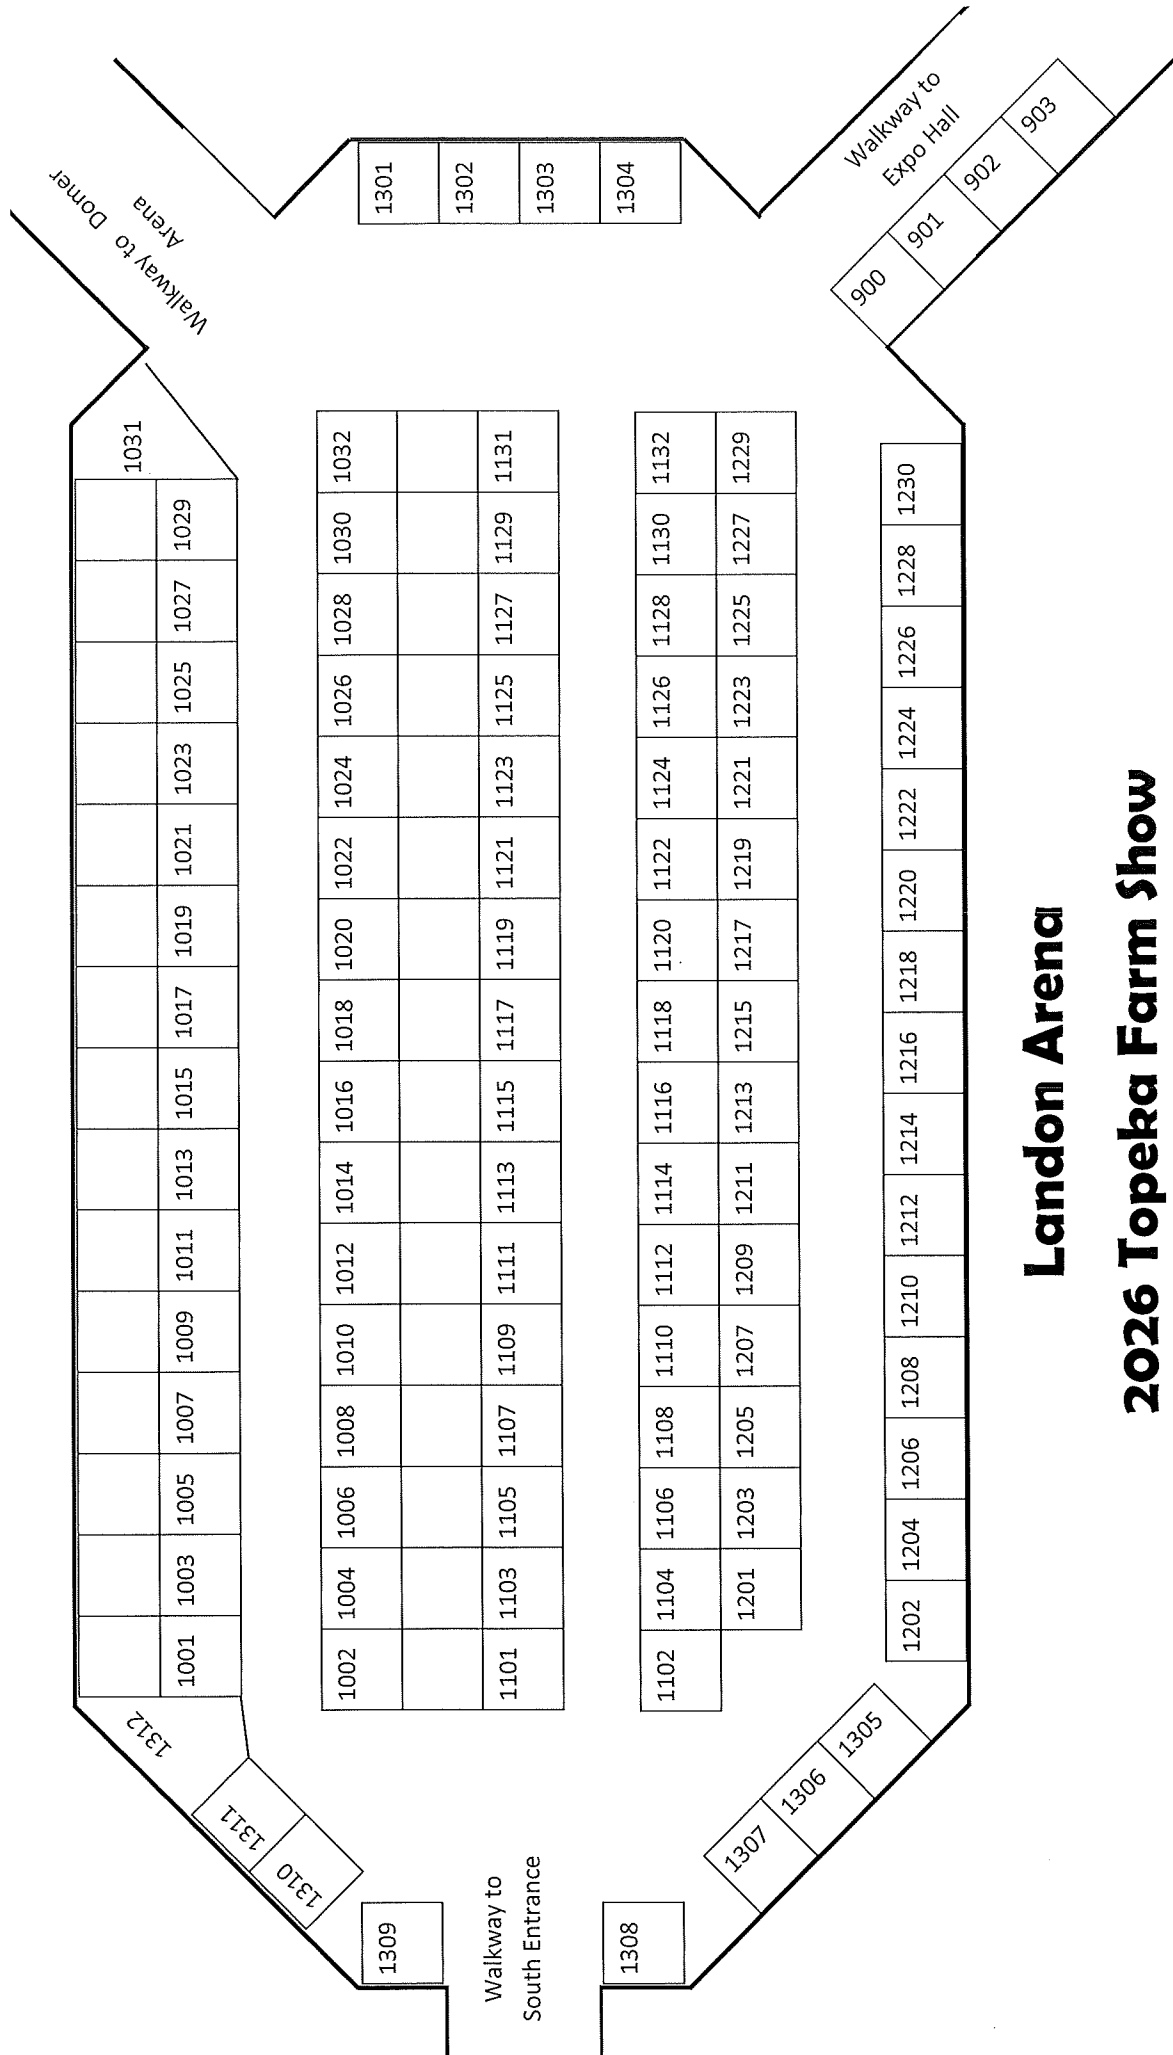 Walkway to Domer
Arena
1312
1031
1001 1003 1005 1007 1009 1011 1013 1015 1017 1019 1021 1023 1025 1027 1029
1311
1310
1002 1004 1006 1008 1010 1012 1014 1016 1018 1020 1022 1024 1026 1028 1030 1032
1309
1301
1302
1303
1304
Walkway to
South Entrance
1101 1103 1105 1107 1109 1111 1113 1115 1117 1119 1121 1123 1125 1127 1129 1131
1308
1102 1104 1106 1108 1110 1112 1114 1116 1118 1120 1122 1124 1126 1128 1130 1132
1201 1203 1205 1207 1209 1211 1213 1215 1217 1219 1221 1223 1225 1227 1229
1307
1306
1305
Walkway to
Expo Hall
900
901
902
903
1202 1204 1206 1208 1210 1212 1214 1216 1218 1220 1222 1224 1226 1228 1230
Landon Arena
2026 Topeka Farm Show